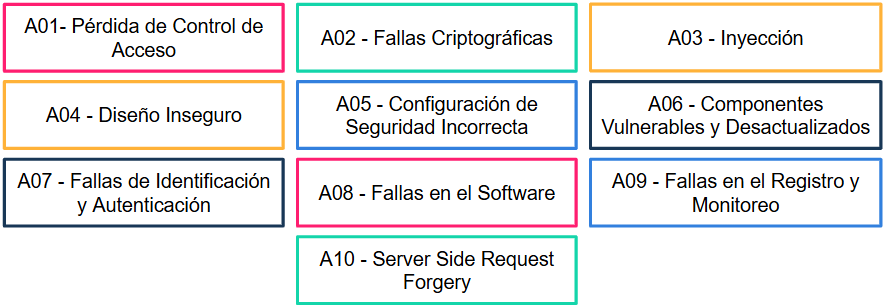 A01- Pérdida de Control de
Acceso
A02 - Fallas Criptográficas
A03 - Inyección
A04 - Diseño Inseguro
A05 - Configuración de
Seguridad Incorrecta
A06 - Componentes
Vulnerables y Desactualizados
A07 - Fallas de Identificación
y Autenticación
A08 - Fallas en el Software
A09 - Fallas en el Registro y
Monitoreo
A10 - Server Side Request
Forgery